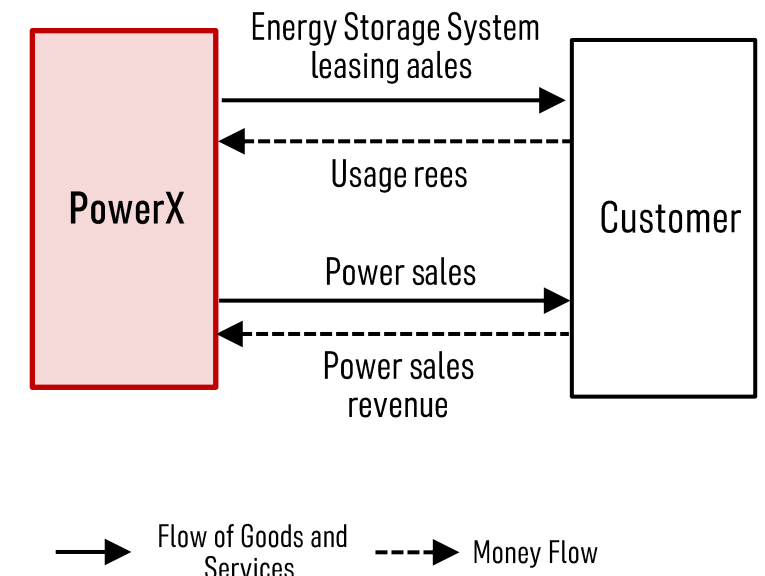 Energy Storage System
leasing aales
Usage rees
PowerX
Customer
Power sales
Power sales
revenue
Flow of Goods and
Services
Money Flow